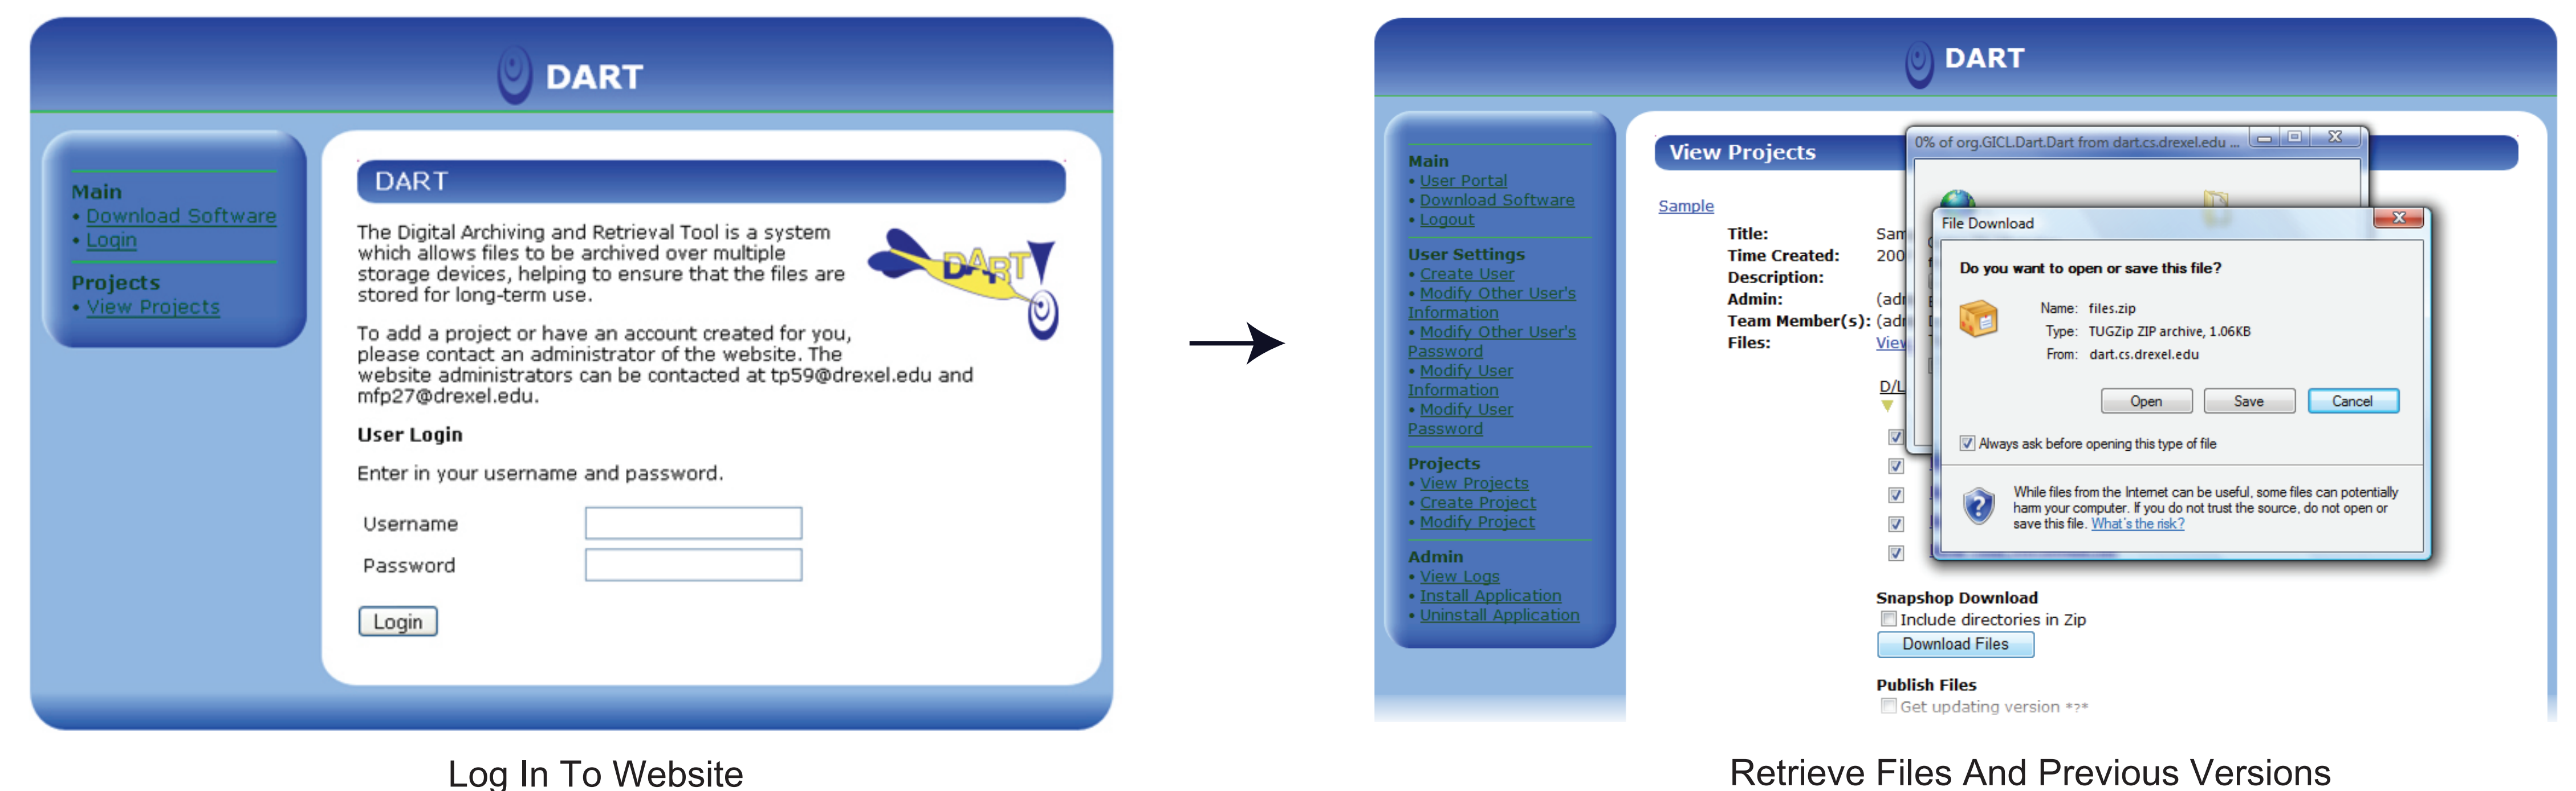 DART
Main
• Download Software
• Login
Projects
• View Projects
DART
The Digital Archiving and Retrieval Tool is a system
which allows files to be archived over multiple
storage devices, helping to ensure that the files are
stored for long-term use.
DART
To add a project or have an account created for you,
please contact an administrator of the website. The
website administrators can be contacted at tp59@drexel.edu and
mfp27@drexel.edu.
User Login
Enter in your username and password.
Username
Password
Login
Log In To Website
DART
Main
• User Portal
• Download Software
• Logout
User Settings
• Create User
• Modify Other User's
Information
• Modify Other User's
Password
• Modify User
Information
• Modify User
Password
Projects
• View Projects
• Create Project
• Modify Project
Admin
• View Logs
• Install Application
• Uninstall Application
View Projects
Sample
Title: Sam
Time Created: 200
Description:
Admin: (adr
Team Member(s): (adr
Files: View
D/L
0% of org.GICL.Dart.Dart from dart.cs.drexel.edu ...
File Download
Do you want to open or save this file?
Name: files.zip
Type: TUGZip ZIP archive, 1.06KB
From: dart.cs.drexel.edu
Open Save Cancel
Always ask before opening this type of file
While files from the Internet can be useful, some files can potentially
harm your computer. If you do not trust the source, do not open or
save this file. What's the risk?
Snapshop Download
Include directories in Zip
Download Files
Publish Files
Get updating version *?*
Retrieve Files And Previous Versions